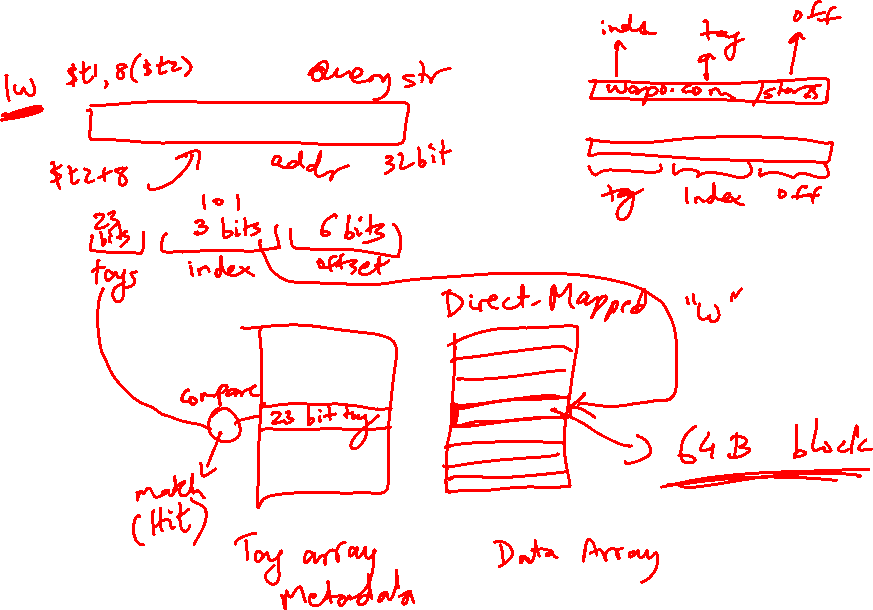 lw $t1, 8($t2)
Query str
$t2+8
addr
32bit
inde
tag
off
wapo.com
tag
Index
off
23 bits
tags
101
3 bits
index
6 bits
offset
Direct-Mapped
"w"
compare
23 bit tag
match
(Hit)
64B block
Tag array
Metadata
Data Array